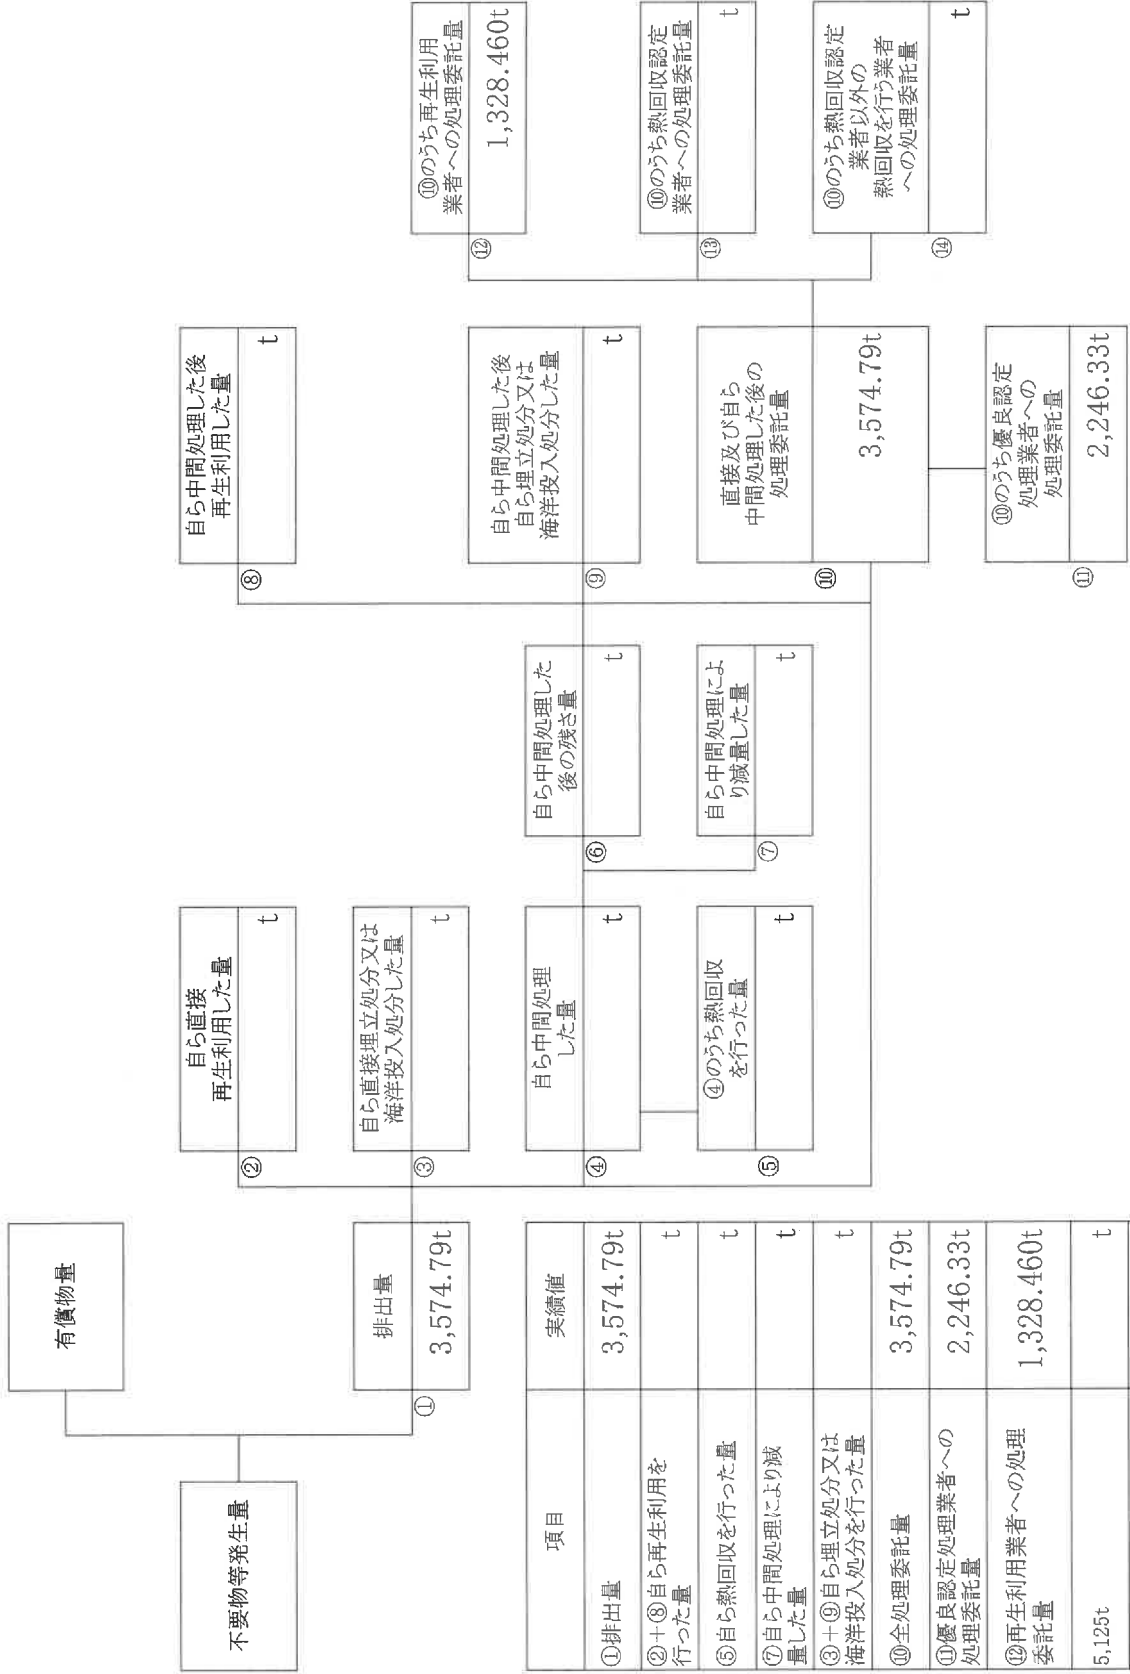 不要物等発生量
有償物量
排出量
①
3,574.79t
自ら直接
再生利用した量
②
t
自ら直接埋立処分又は
海洋投入処分した量
③
t
自ら中間処理
した量
④
t
④のうち熱回収
を行った量
⑤
t
自ら中間処理した
後の残さ量
⑥
t
自ら中間処理によ
り減量した量
⑦
t
自ら中間処理した後
再生利用した量
⑧
t
自ら中間処理した後
自ら埋立処分又は
海洋投入処分した量
⑨
t
直接及び自ら
中間処理した後の
処理委託量
⑩
3,574.79t
⑩のうち優良認定
処理業者への
処理委託量
⑪
2,246.33t
⑩のうち再生利用
業者への処理委託量
⑫
1,328.460t
⑩のうち熱回収認定
業者への処理委託量
⑬
t
⑩のうち熱回収認定
業者以外の
熱回収を行う業者
への処理委託量
⑭
t
項目 実績値
①排出量 3,574.79t
②+⑧自ら再生利用を
行った量 t
⑤自ら熱回収を行った量 t
⑦自ら中間処理により減
量した量 t
③+⑨自ら埋立処分又は
海洋投入処分を行った量 t
⑩全処理委託量 3,574.79t
⑪優良認定処理業者への
処理委託量 2,246.33t
⑫再生利用業者への処理
委託量 1,328.460t
5,125t t